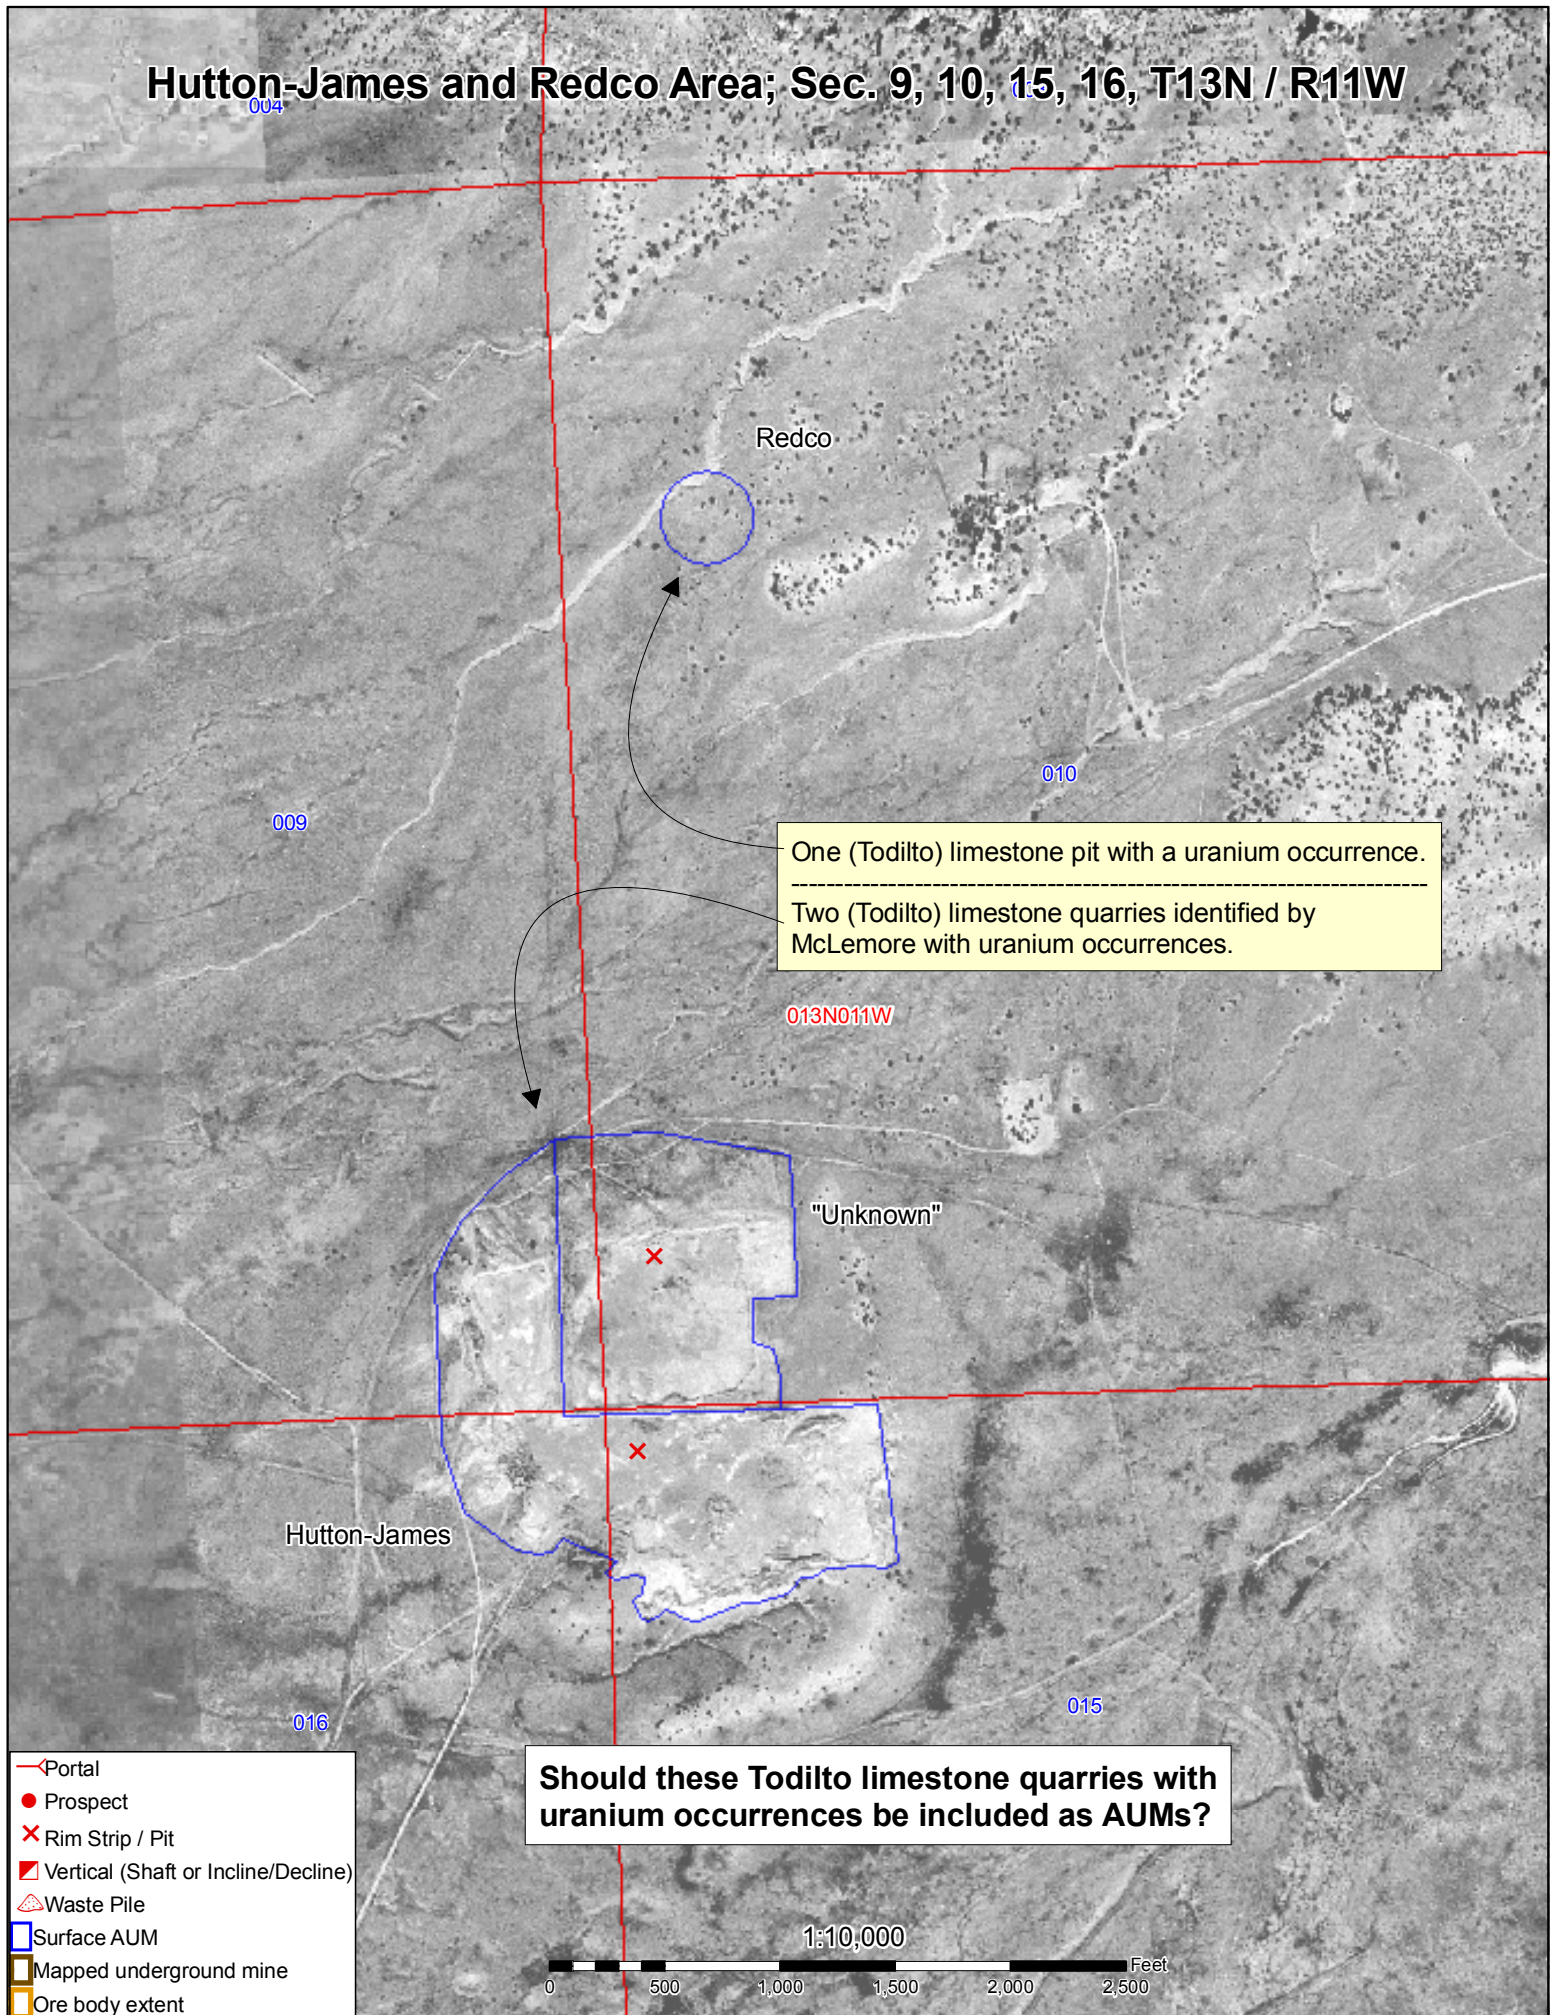 Hutton-James and Redco Area; Sec. 9, 10, 15, 16, T13N / R11W
004
Redco
010
009
One (Todilto) limestone pit with a uranium occurrence.
------------------------------------------------------------------------
Two (Todilto) limestone quarries identified by
McLemore with uranium occurrences.
013N011W
"Unknown"
Hutton-James
015
016
Should these Todilto limestone quarries with
uranium occurrences be included as AUMs?
Portal
Prospect
Rim Strip / Pit
Vertical (Shaft or Incline/Decline)
Waste Pile
Surface AUM
Mapped underground mine
Ore body extent
1:10,000
Feet
0 500 1,000 1,500 2,000 2,500